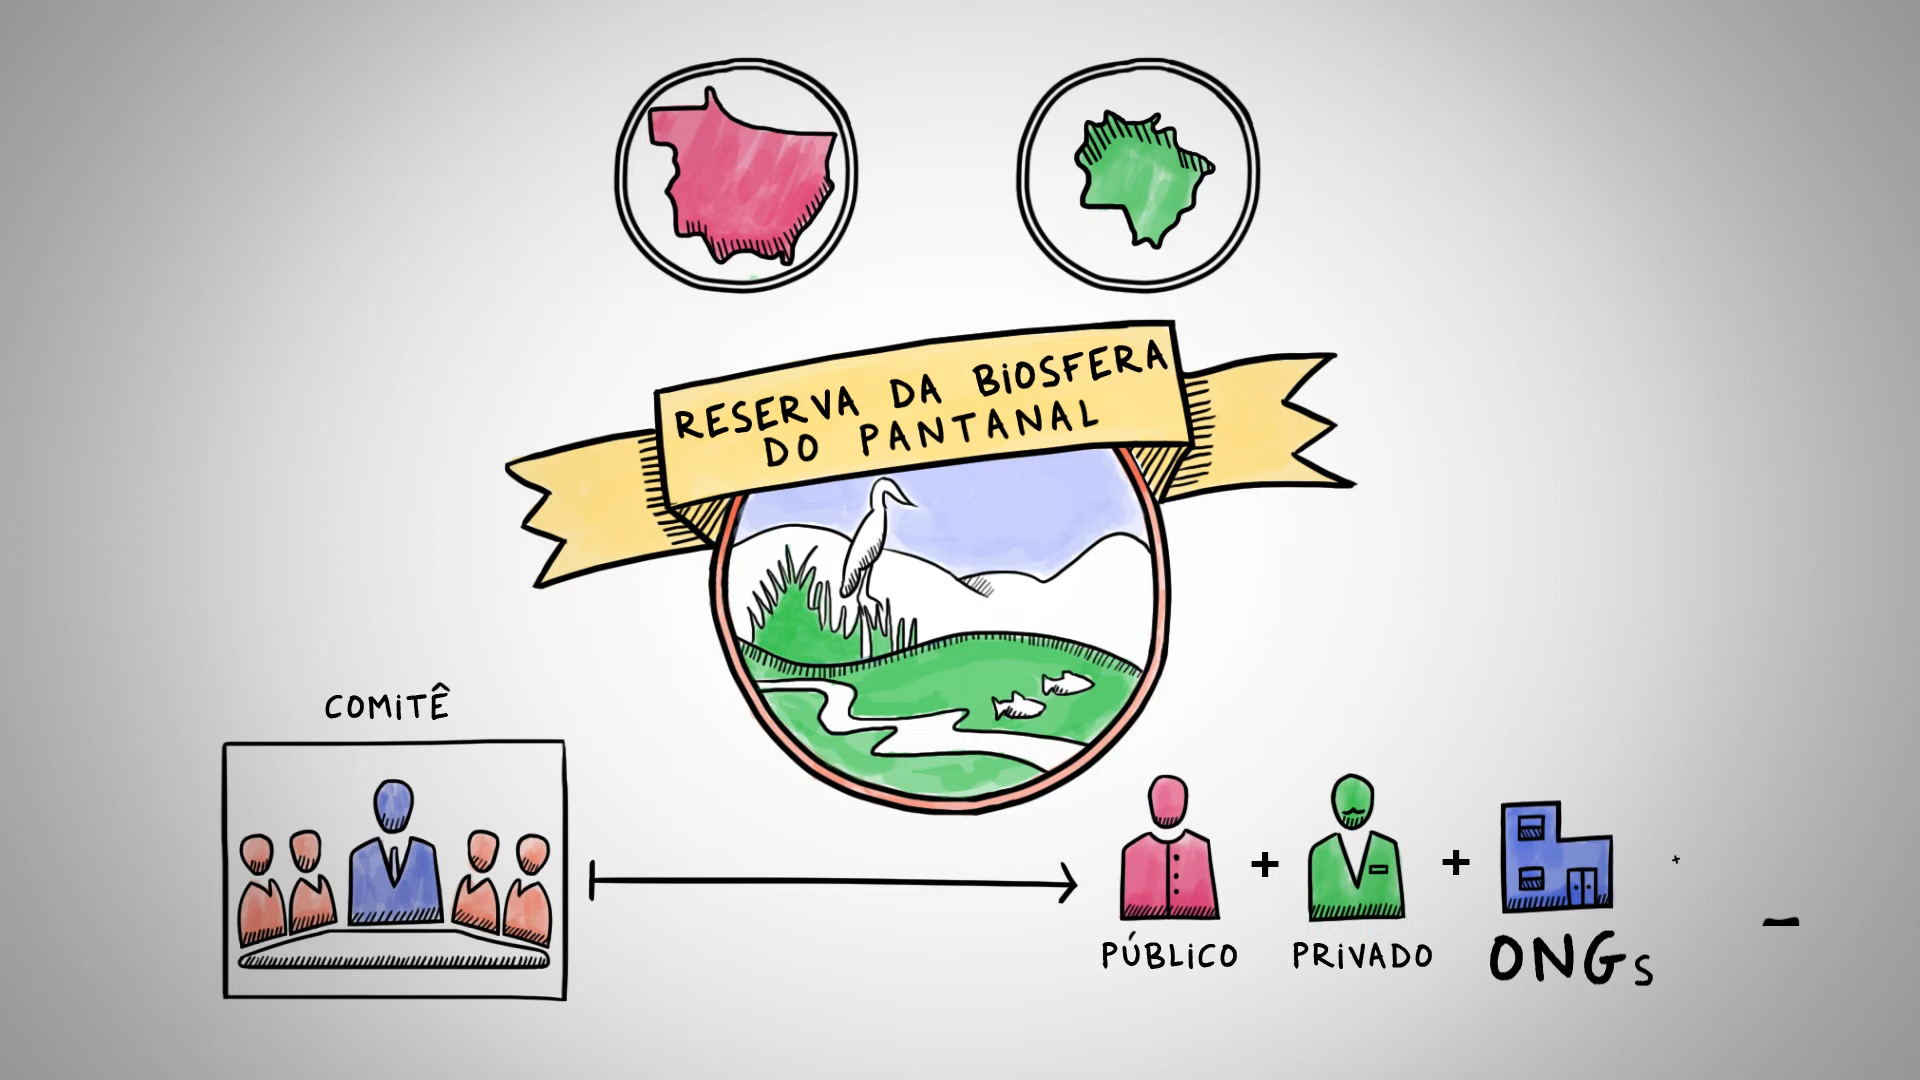 RESERVA DA BIOSFERA
DO PANTANAL
COMITÊ
+
+
+
PÚBLICO
PRIVADO
ONGs